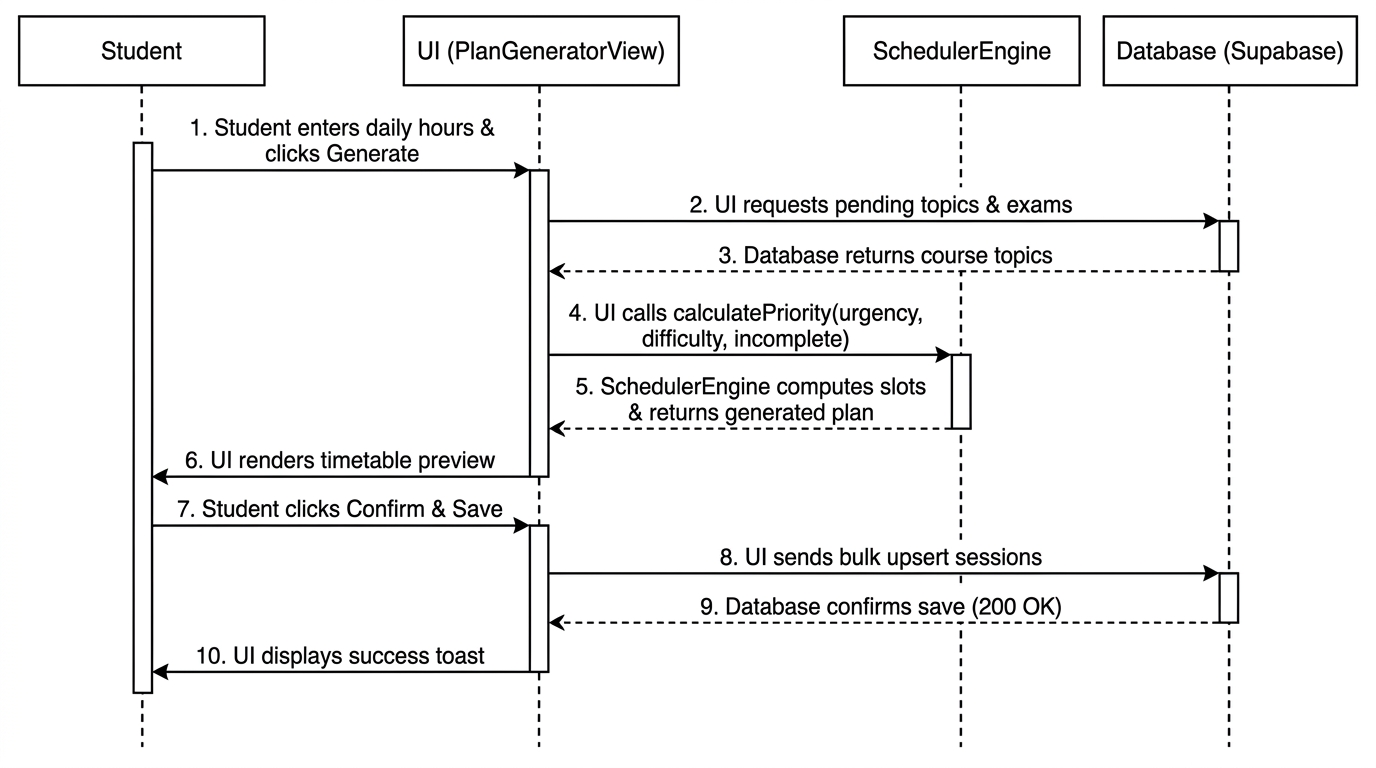 Student
UI (PlanGeneratorView)
SchedulerEngine
Database (Supabase)
1. Student enters daily hours &
clicks Generate
2. UI requests pending topics & exams
3. Database returns course topics
4. UI calls calculatePriority(urgency,
difficulty, incomplete)
5. SchedulerEngine computes slots
& returns generated plan
6. UI renders timetable preview
7. Student clicks Confirm & Save
8. UI sends bulk upsert sessions
9. Database confirms save (200 OK)
10. UI displays success toast